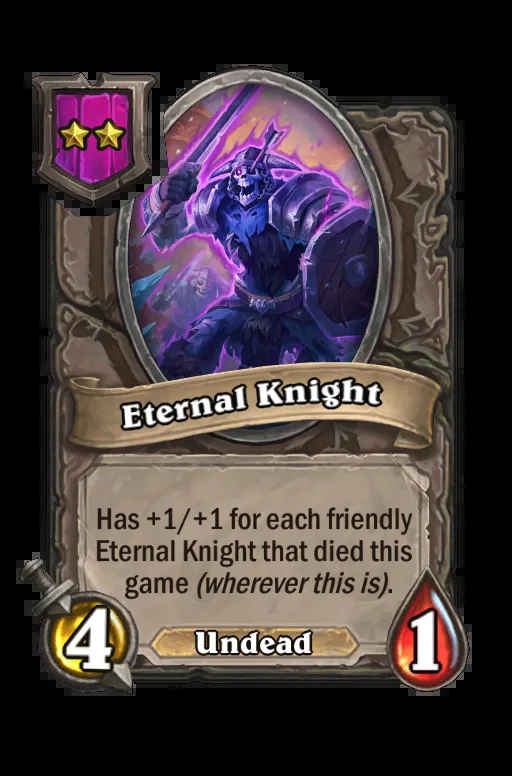 Eternal Knight
Has +1/+1 for each friendly
Eternal Knight that died this
game (wherever this is).
4
Undead
1